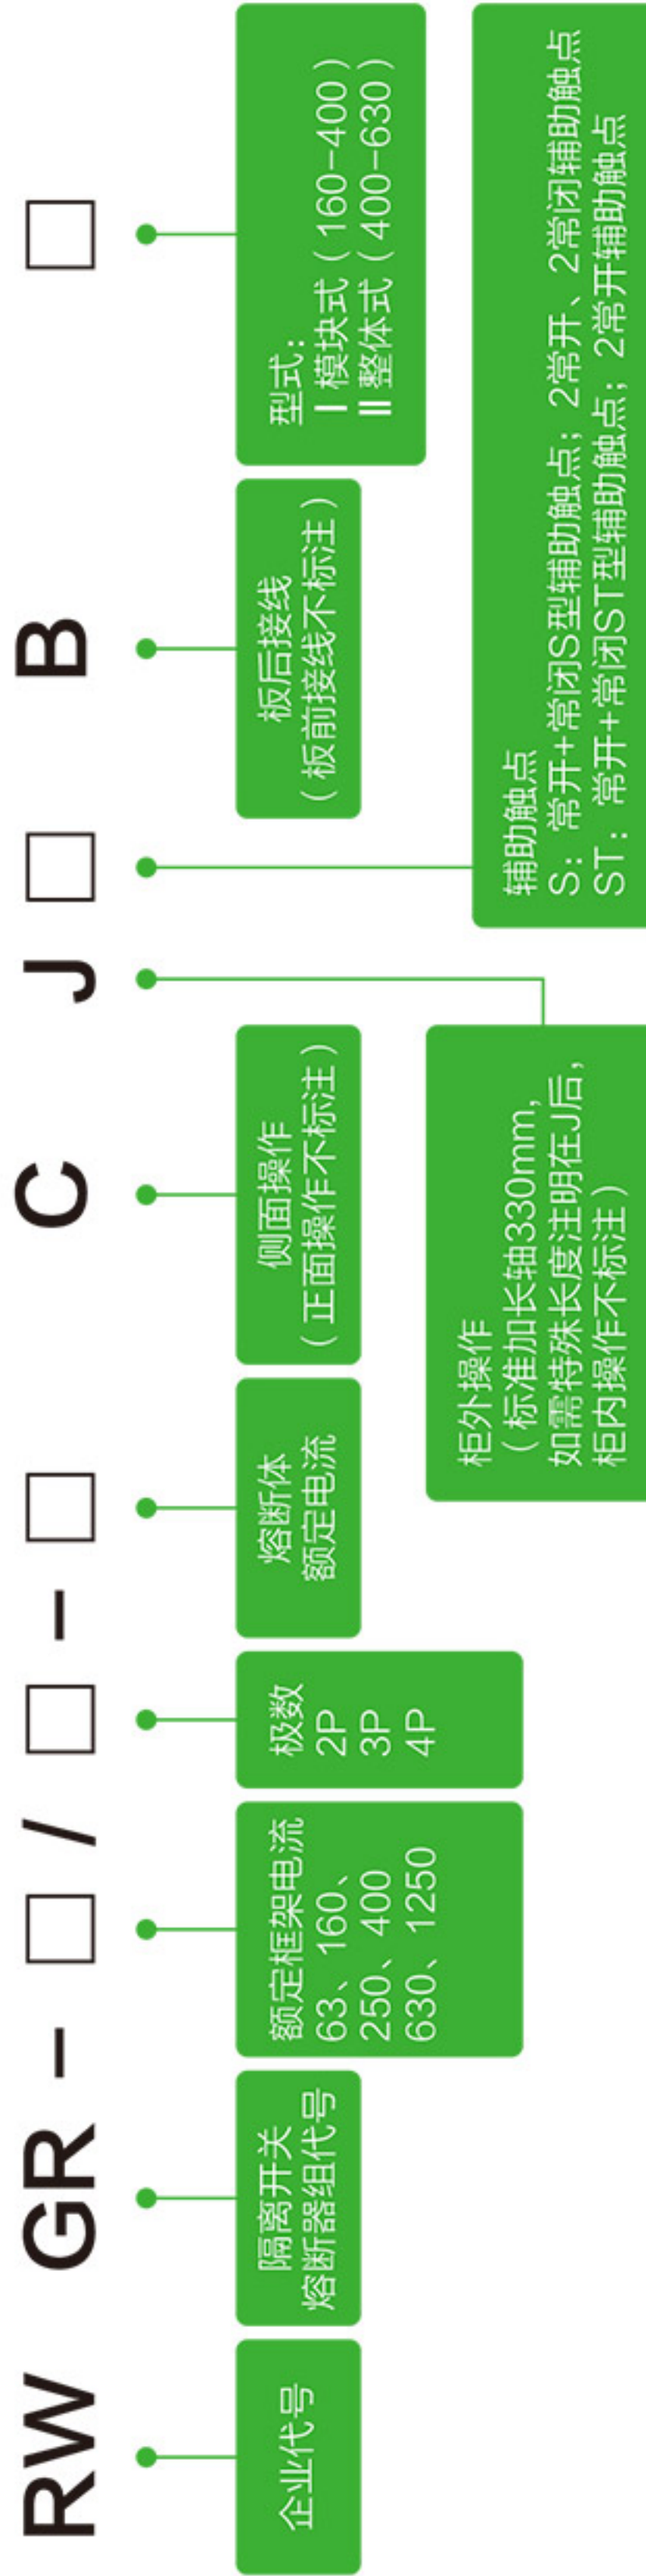 RW GR - □ / □ - □ C J □ B □
企业代号
隔离开关
熔断器组代号
额定框架电流
63、160、
250、400
630、1250
极数
2P
3P
4P
熔断体
额定电流
侧面操作
（正面操作不标注）
柜外操作
（标准加长轴330mm，
如需特殊长度注明在J后，
柜内操作不标注）
辅助触点
S：常开+常闭S型辅助触点；2常开、2常闭辅助触点
ST：常开+常闭ST型辅助触点；2常开辅助触点
板后接线
（板前接线不标注）
型式：
Ⅰ 模块式（160-400）
Ⅱ 整体式（400-630）